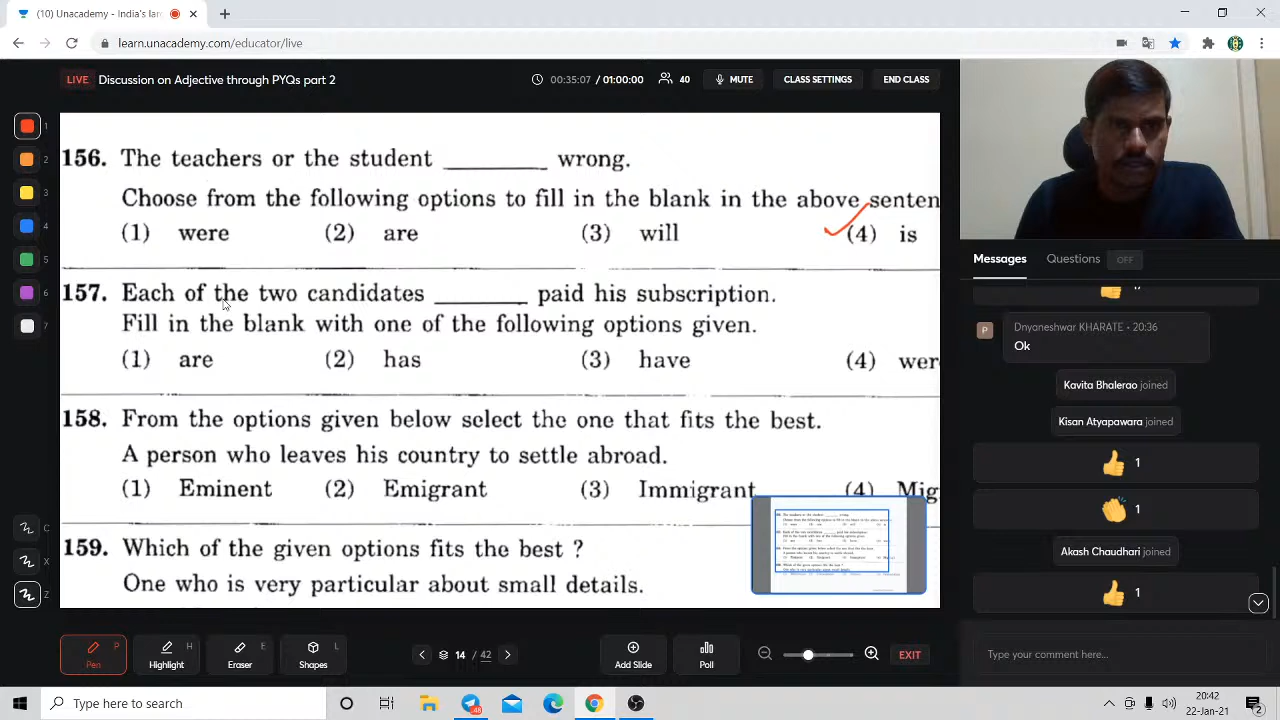 (10) Unacademy - India's lar
learn.unacademy.com/educator/live
LIVE Discussion on Adjective through PYQs part 2 00:35:07 / 01:00:00 40 MUTE CLASS SETTINGS END CLASS
1
2
3
4
5
6
7
C
A
Z
156. The teachers or the student ________ wrong.
Choose from the following options to fill in the blank in the above senten
(1) were (2) are (3) will (4) is
157. Each of the two candidates ________ paid his subscription.
Fill in the blank with one of the following options given.
(1) are (2) has (3) have (4) wer
158. From the options given below select the one that fits the best.
A person who leaves his country to settle abroad.
(1) Eminent (2) Emigrant (3) Immigrant (4) Mig
159. Which of the given options fits the best ?
One who is very particular about small details.
Messages Questions OFF
P Dnyaneshwar KHARATE • 20:36
Ok
Kavita Bhalerao joined
Kisan Atyapawara joined
1
1
1
Type your comment here...
P H E L
Pen Highlight Eraser Shapes
14 / 42
Add Slide Poll EXIT
Type here to search
20:42
22-Jan-21
2